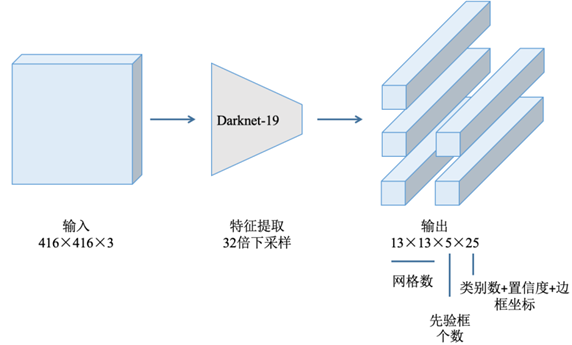 Darknet-19
输入
416×416×3
特征提取
32倍下采样
输出
13×13×5×25
网格数
类别数+置信度+边
框坐标
先验框
个数